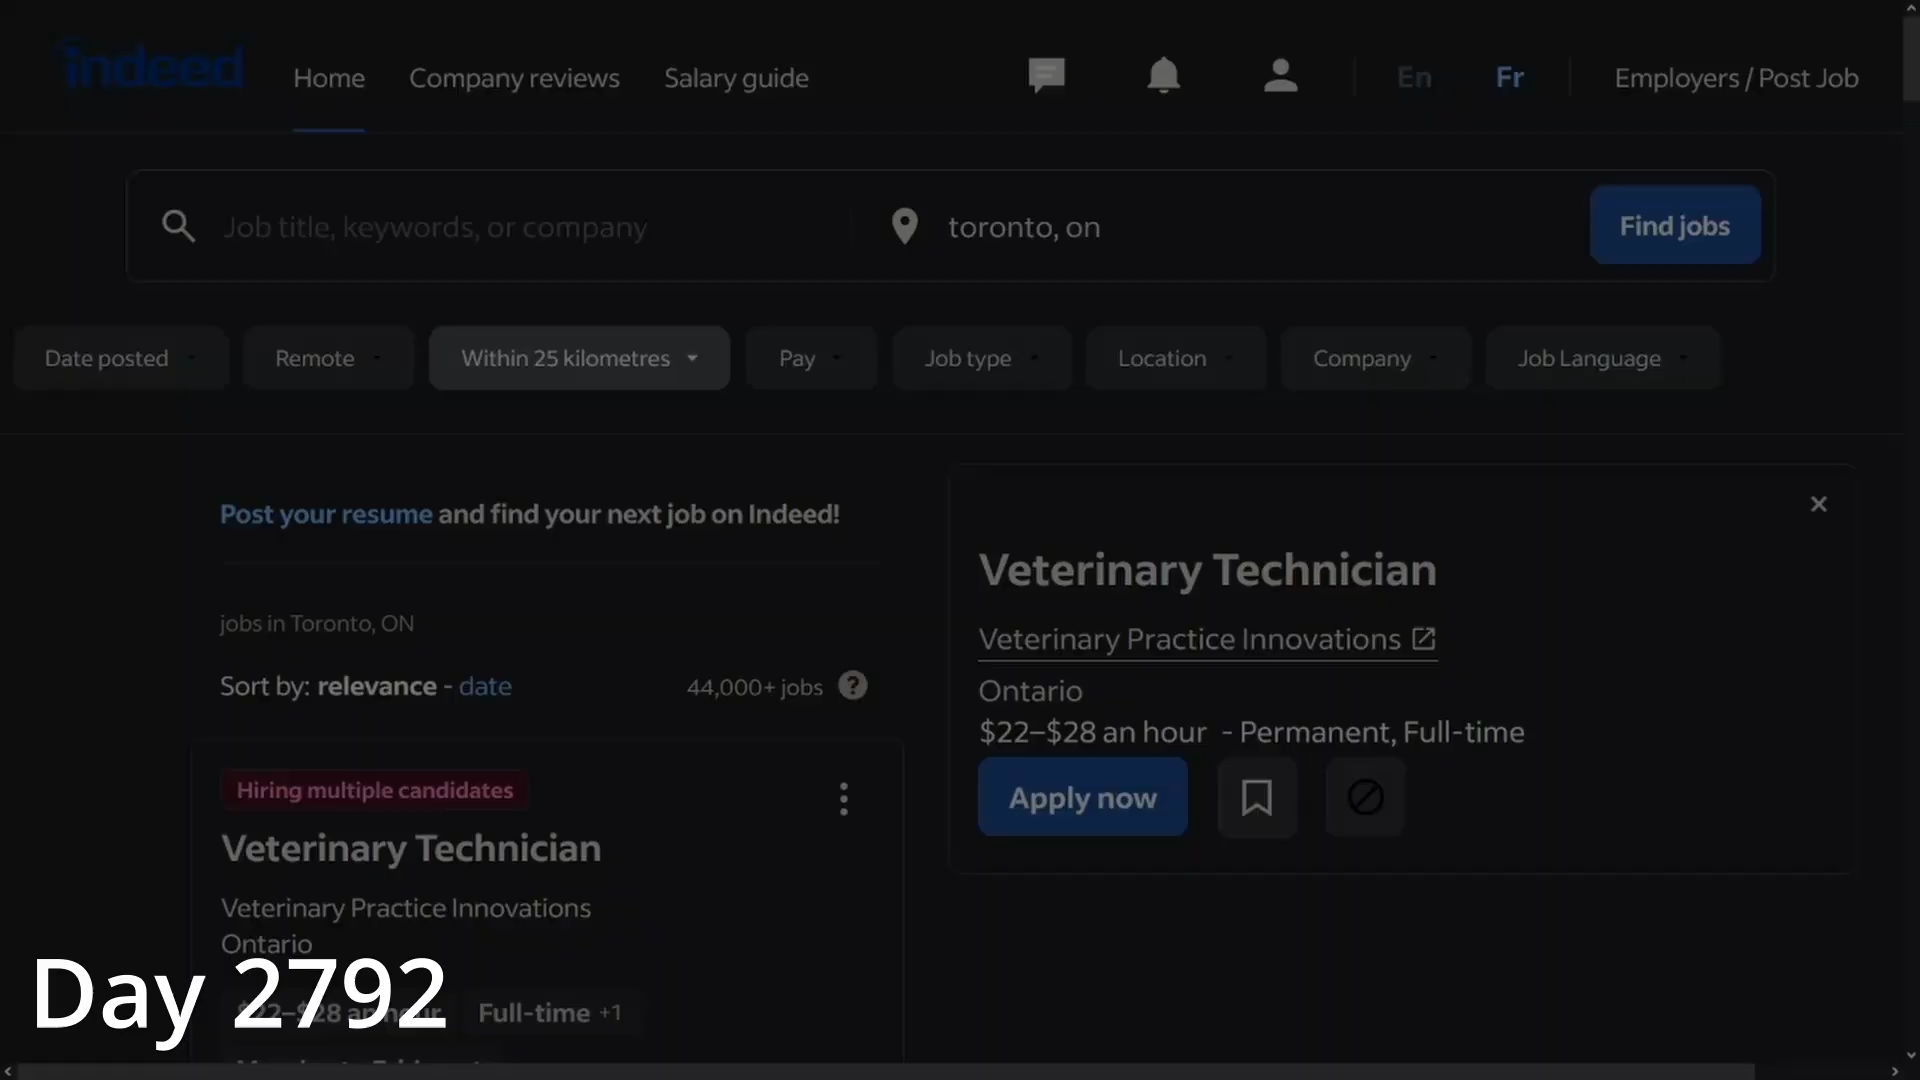 indeed
Home
Company reviews
Salary guide
En
Fr
Employers / Post Job
Job title, keywords, or company
toronto, on
Find jobs
Date posted
Remote
Within 25 kilometres
Pay
Job type
Location
Company
Job Language
Post your resume and find your next job on Indeed!
jobs in Toronto, ON
Sort by: relevance - date
44,000+ jobs
Hiring multiple candidates
Veterinary Technician
Veterinary Practice Innovations
Ontario
$22–$28 an hour
Full-time +1
Veterinary Technician
Veterinary Practice Innovations
Ontario
$22–$28 an hour - Permanent, Full-time
Apply now
Day 2792